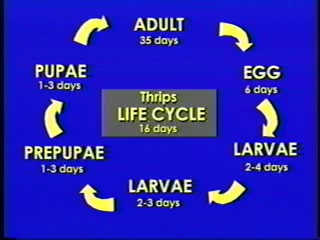 ADULT
35 days
EGG
6 days
LARVAE
2-4 days
LARVAE
2-3 days
PREPUPAE
1-3 days
PUPAE
1-3 days
Thrips
LIFE CYCLE
16 days